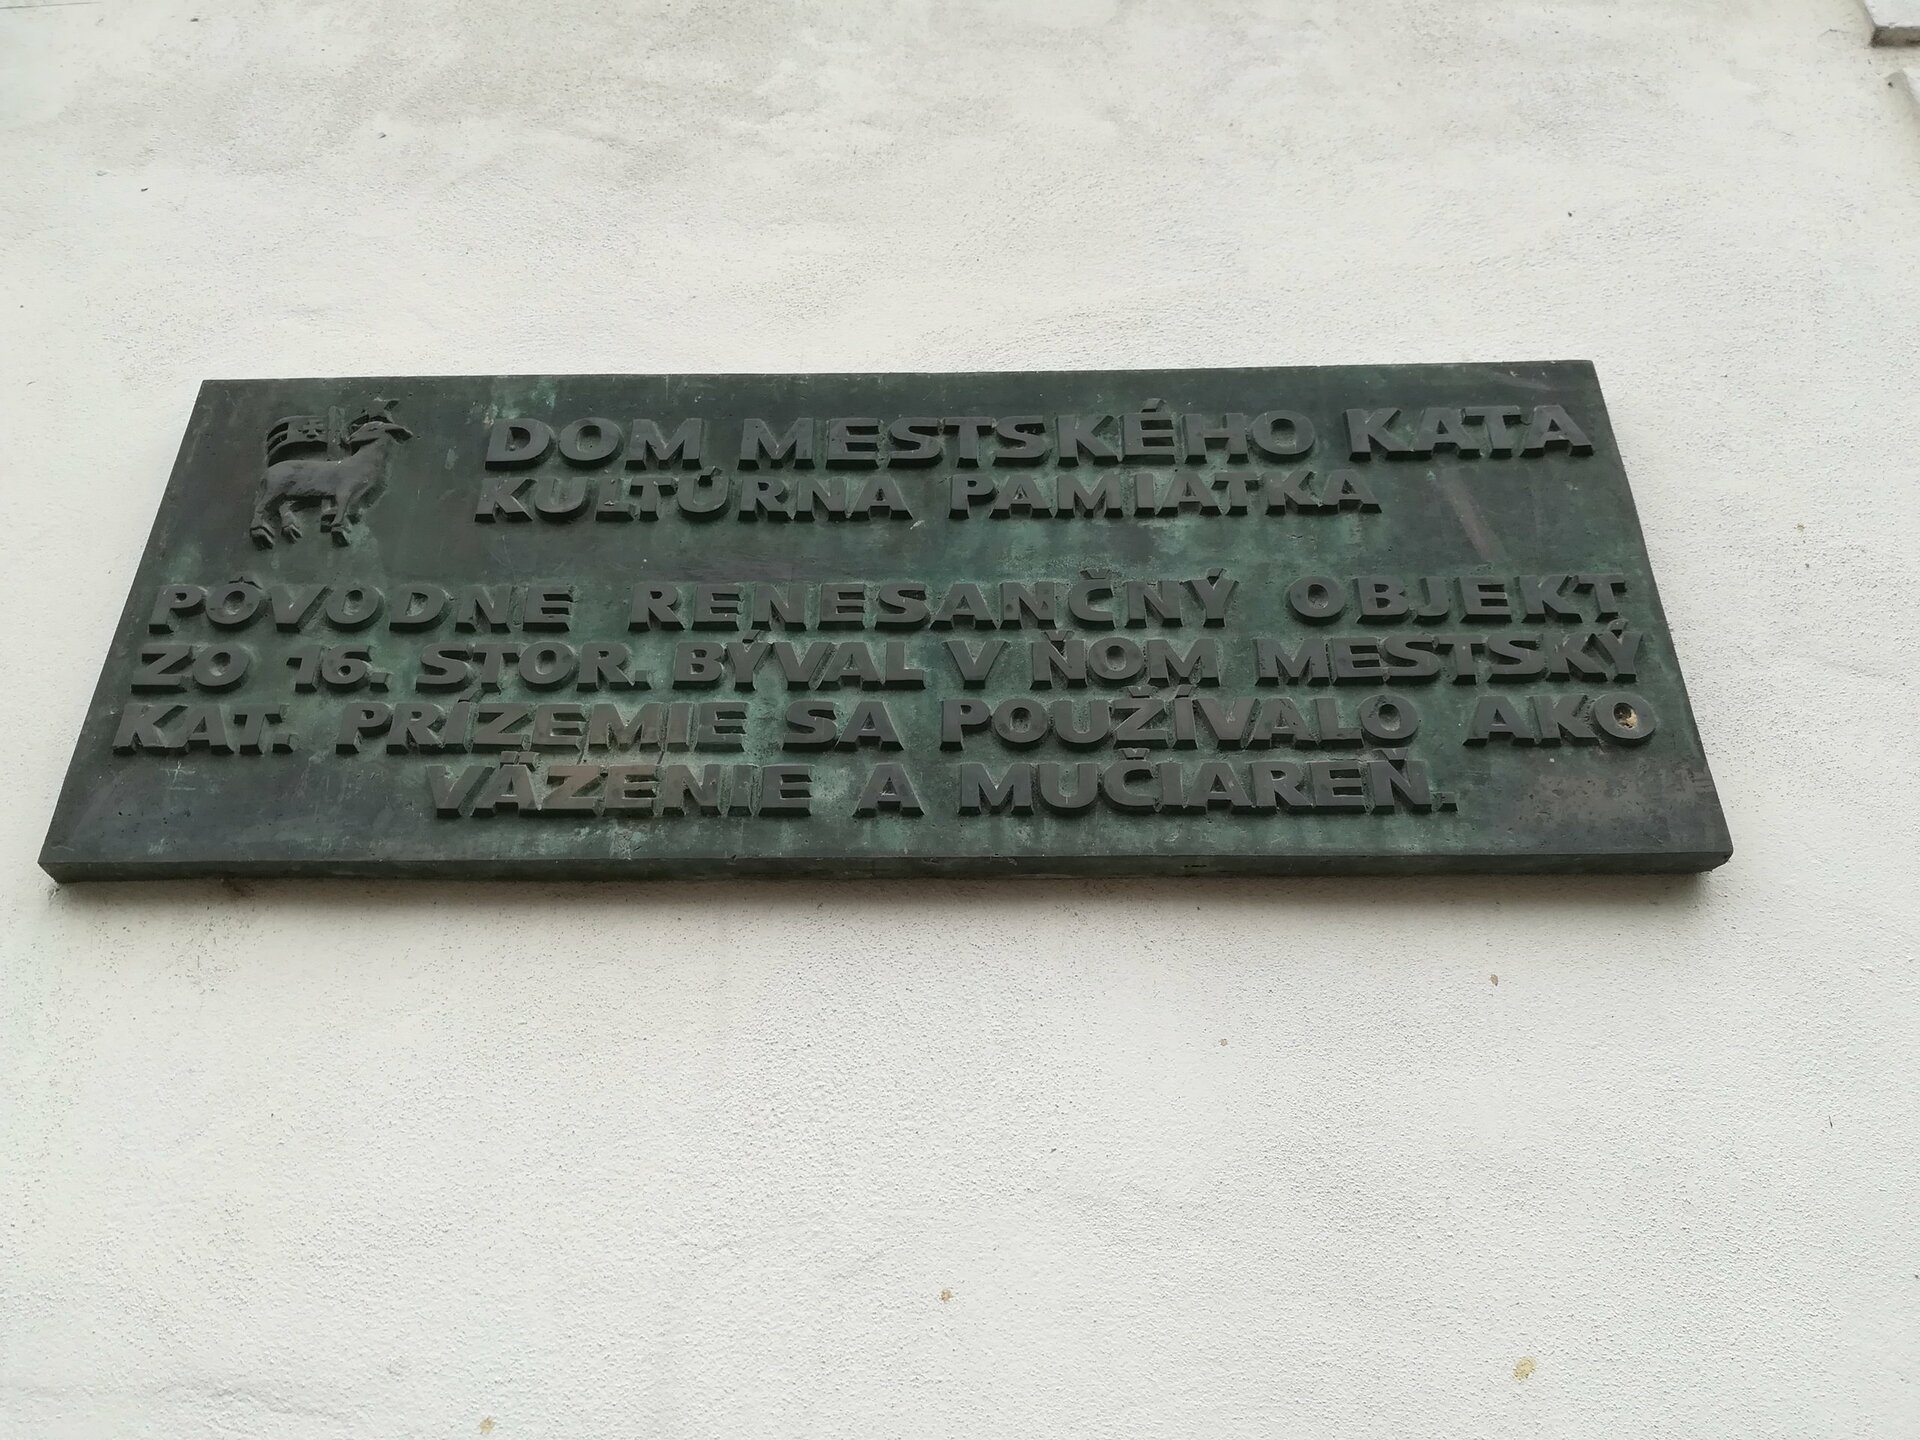 DOM MESTSKÉHO KATA
KULTÚRNA PAMIATKA
PÔVODNE RENESANČNÝ OBJEKT
ZO 16. STOR. BÝVAL V ŇOM MESTSKÝ
KAT. PRÍZEMIE SA POUŽÍVALO AKO
VÄZENIE A MUČIAREŇ.